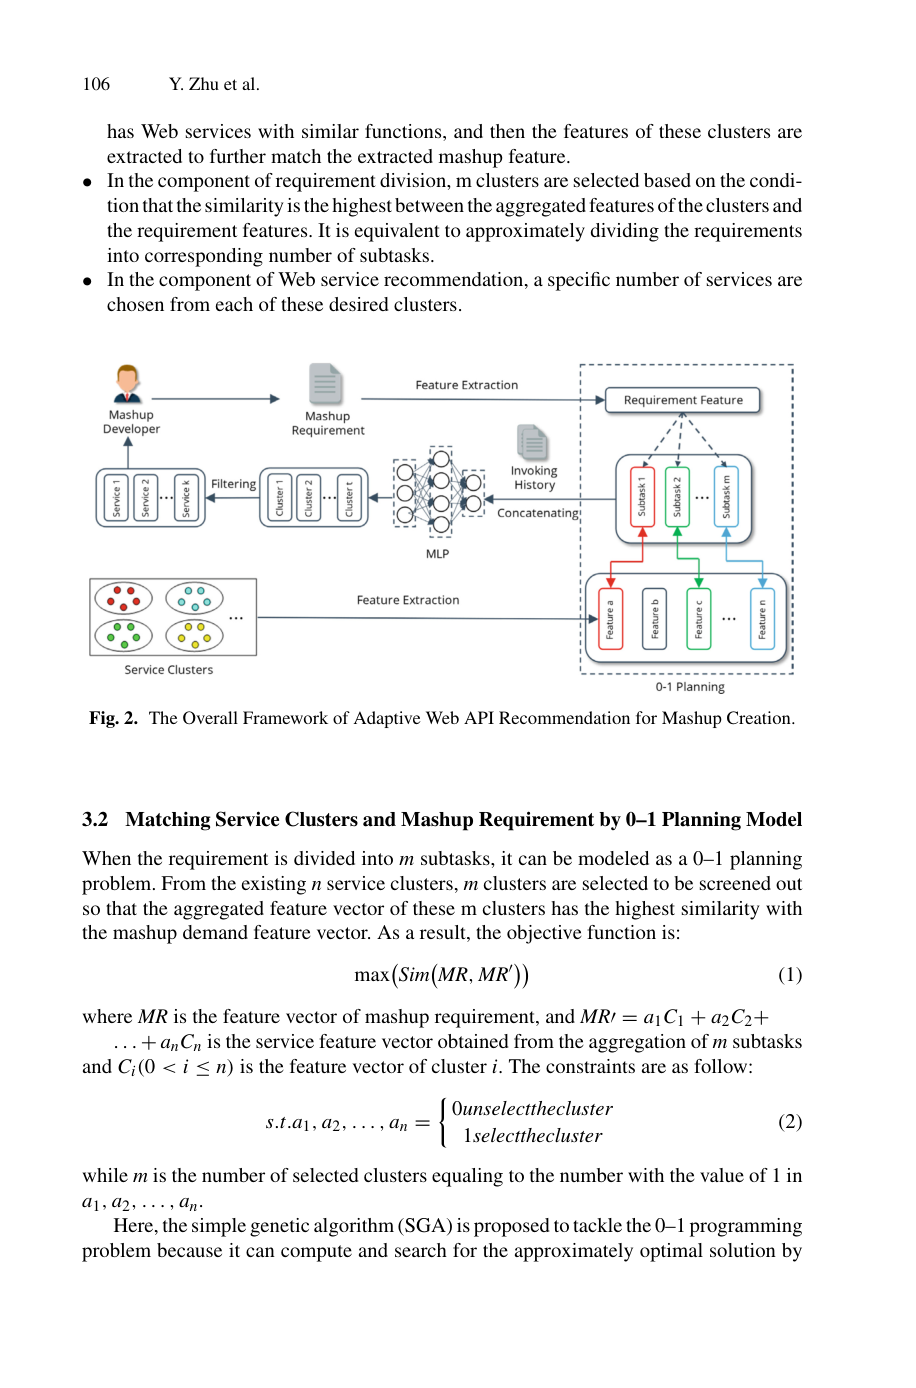 106 Y. Zhu et al.
has Web services with similar functions, and then the features of these clusters are
extracted to further match the extracted mashup feature.
• In the component of requirement division, m clusters are selected based on the condi-
tion that the similarity is the highest between the aggregated features of the clusters and
the requirement features. It is equivalent to approximately dividing the requirements
into corresponding number of subtasks.
• In the component of Web service recommendation, a specific number of services are
chosen from each of these desired clusters.
Feature Extraction
Requirement Feature
Mashup
Developer
Mashup
Requirement
Invoking
History
Service 1
Service 2
...
Service k
Filtering
Cluster 1
Cluster 2
...
Cluster t
Concatenating
Subtask 1
Subtask 2
...
Subtask m
MLP
Feature Extraction
...
Feature a
Feature b
Feature c
...
Feature n
Service Clusters
0-1 Planning
Fig. 2. The Overall Framework of Adaptive Web API Recommendation for Mashup Creation.
3.2 Matching Service Clusters and Mashup Requirement by 0–1 Planning Model
When the requirement is divided into m subtasks, it can be modeled as a 0–1 planning
problem. From the existing n service clusters, m clusters are selected to be screened out
so that the aggregated feature vector of these m clusters has the highest similarity with
the mashup demand feature vector. As a result, the objective function is:
max(Sim(MR, MR′)) (1)
where MR is the feature vector of mashup requirement, and MR′ = a₁C₁ + a₂C₂+
. . . + aₙCₙ is the service feature vector obtained from the aggregation of m subtasks
and Cᵢ(0 < i ≤ n) is the feature vector of cluster i. The constraints are as follow:
s.t.a₁, a₂, . . . , aₙ = { 0unselectthecluster
1selectthecluster (2)
while m is the number of selected clusters equaling to the number with the value of 1 in
a₁, a₂, . . . , aₙ.
Here, the simple genetic algorithm (SGA) is proposed to tackle the 0–1 programming
problem because it can compute and search for the approximately optimal solution by